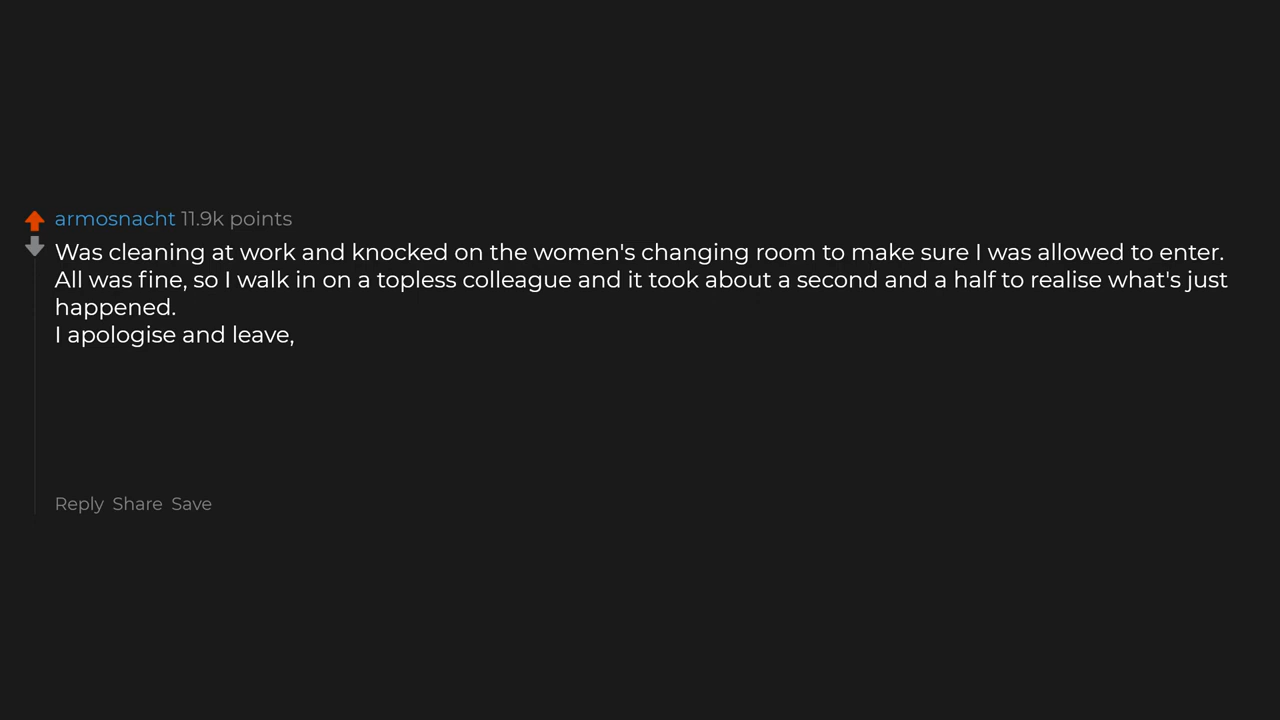 armosnacht 11.9k points
Was cleaning at work and knocked on the women's changing room to make sure I was allowed to enter.
All was fine, so I walk in on a topless colleague and it took about a second and a half to realise what's just
happened.
I apologise and leave,
Reply Share Save